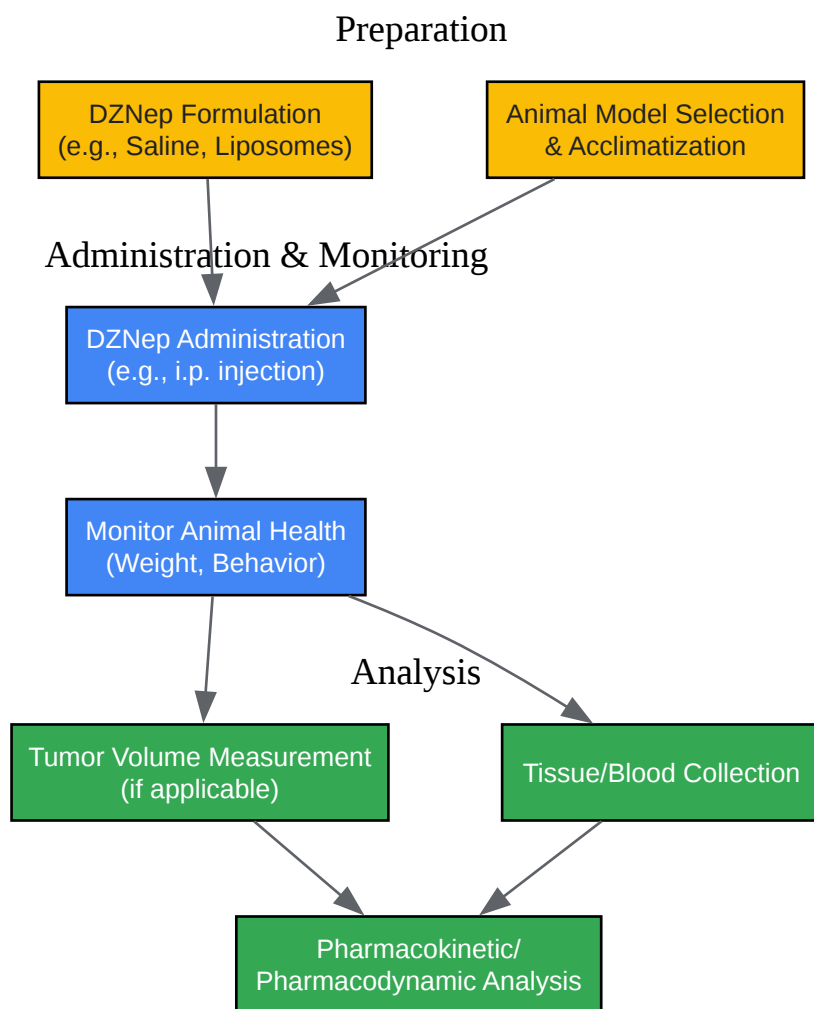 Preparation
DZNep Formulation
(e.g., Saline, Liposomes)
Animal Model Selection
& Acclimatization
Administration & Monitoring
DZNep Administration
(e.g., i.p. injection)
Monitor Animal Health
(Weight, Behavior)
Analysis
Tumor Volume Measurement
(if applicable)
Tissue/Blood Collection
Pharmacokinetic/
Pharmacodynamic Analysis